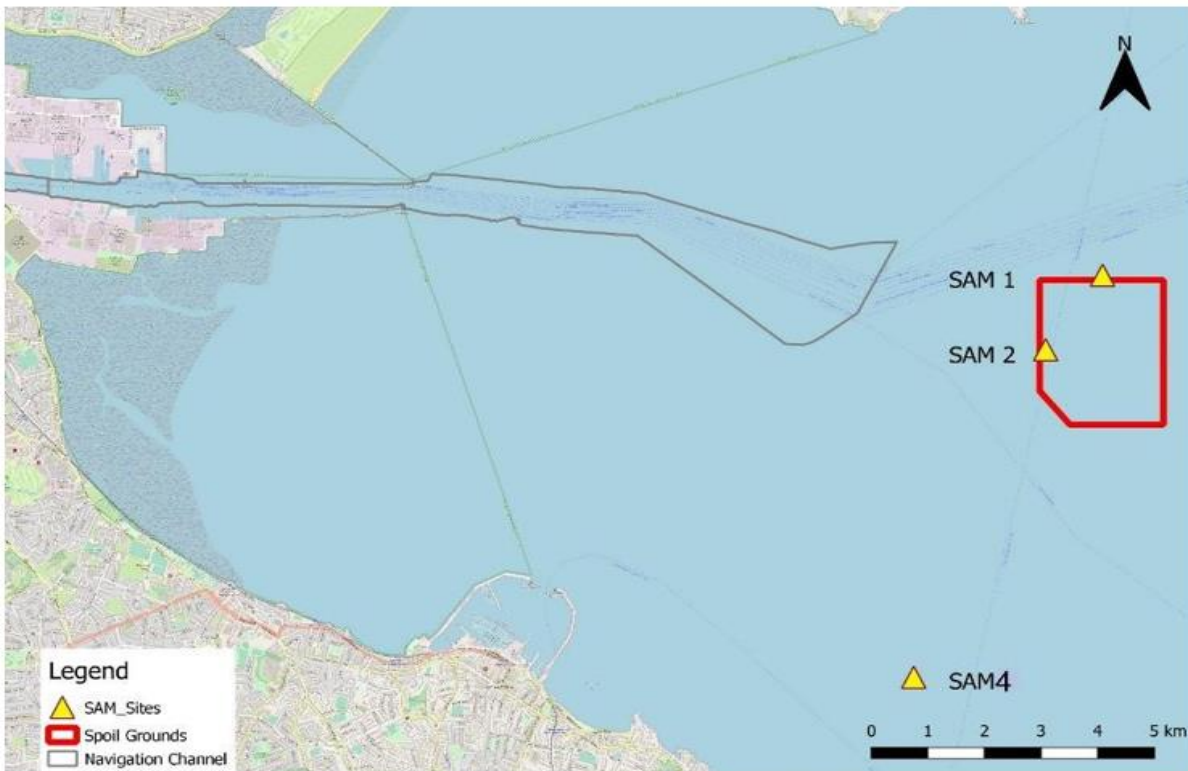 N
SAM 1
SAM 2
SAM4
Legend
SAM_Sites
Spoil Grounds
Navigation Channel
0 1 2 3 4 5 km